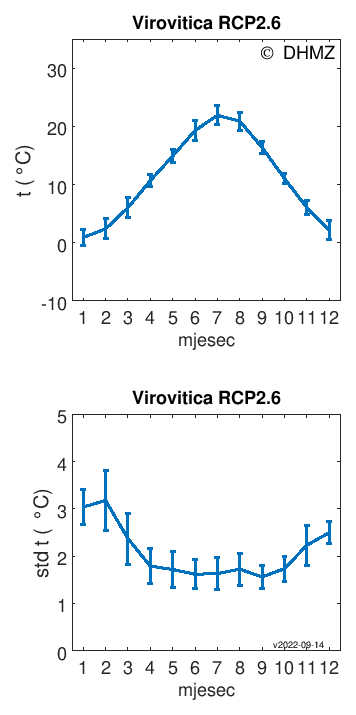 Virovitica RCP2.6
© DHMZ
30
20
10
0
-10
t ( °C)
1 2 3 4 5 6 7 8 9 10 11 12
mjesec
Virovitica RCP2.6
5
4
3
2
1
0
std t ( °C)
v2022-09-14
1 2 3 4 5 6 7 8 9 10 11 12
mjesec